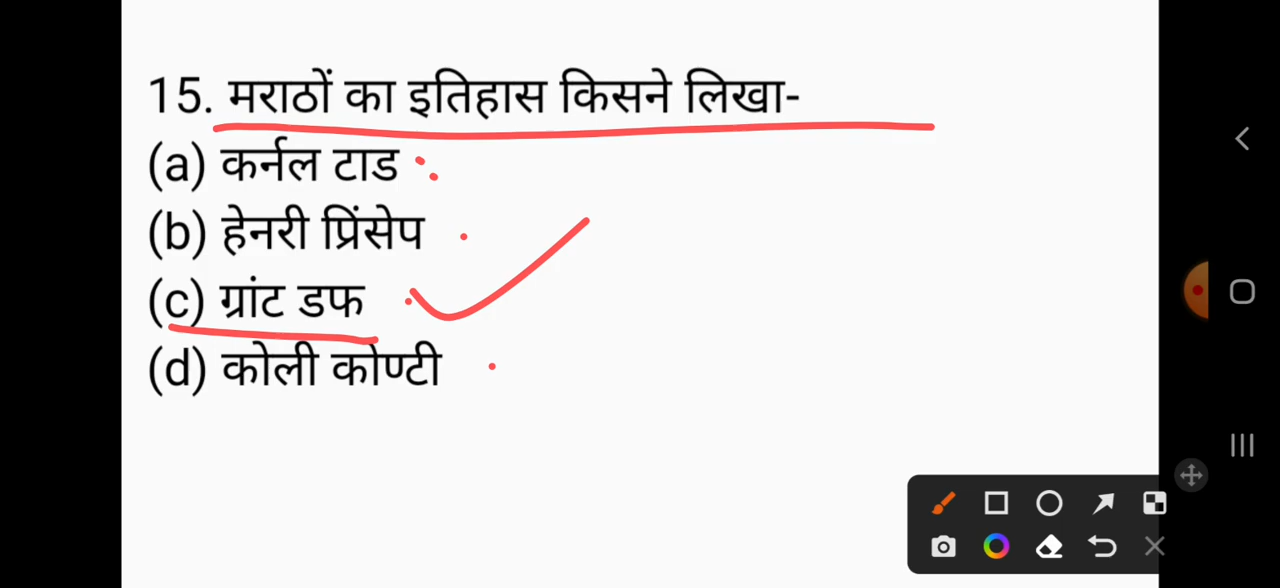 15. मराठों का इतिहास किसने लिखा-
(a) कर्नल टाड
(b) हेनरी प्रिंसेप
(c) ग्रांट डफ
(d) कोली कोण्टी